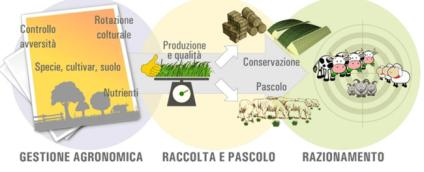 Controllo
avversità
Rotazione
colturale
Specie, cultivar, suolo
Nutrienti
Produzione
e qualità
Conservazione
Pascolo
GESTIONE AGRONOMICA
RACCOLTA E PASCOLO
RAZIONAMENTO